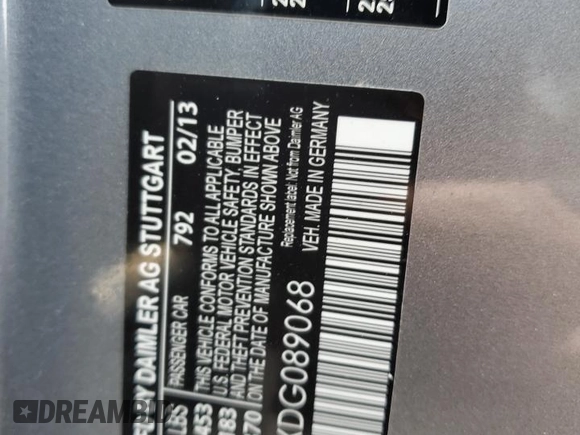 DAIMLER AG STUTTGART
LBS 792 02/13
PASSENGER CAR
453 THIS VEHICLE CONFORMS TO ALL APPLICABLE
183 U.S. FEDERAL MOTOR VEHICLE SAFETY, BUMPER
AND THEFT PREVENTION STANDARDS IN EFFECT
70 ON THE DATE OF MANUFACTURE SHOWN ABOVE
Replacement label: Not from Daimler AG
DG089068 VEH. MADE IN GERMANY
DREAMBID